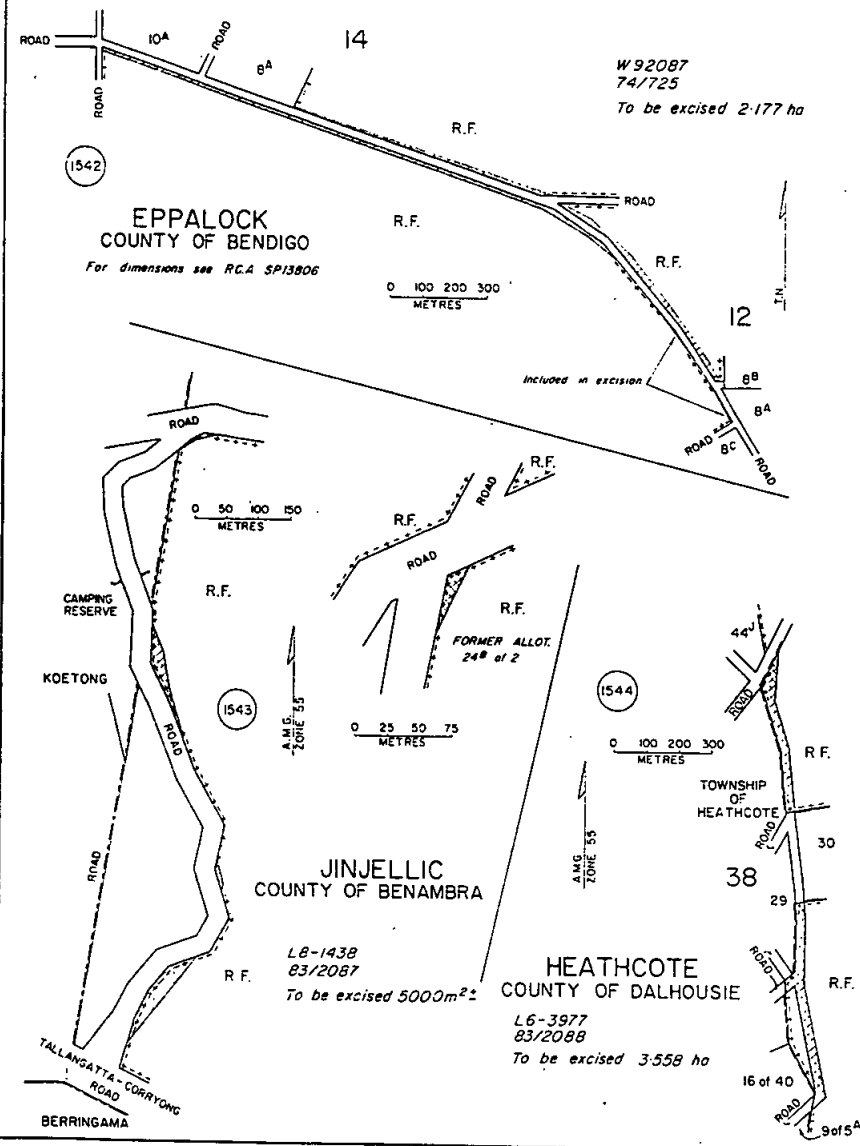 ROAD
10A
ROAD
14
8A
ROAD
R.F.
W92087
74/725
To be excised 2·177 ha
1542
EPPALOCK
COUNTY OF BENDIGO
For dimensions see R.C.A SP13806
R.F.
ROAD
R.F.
0 100 200 300
METRES
T.N
12
Included in excision
8B
8A
ROAD
8C
ROAD
ROAD
0 50 100 150
METRES
R.F.
ROAD
R.F.
ROAD
CAMPING
RESERVE
R.F.
R.F.
FORMER ALLOT.
24B of 2
KOETONG
1543
A.M.G.
ZONE 55
0 25 50 75
METRES
ROAD
ROAD
JINJELLIC
COUNTY OF BENAMBRA
L8-1438
83/2087
To be excised 5000m²±
R.F.
TALLANGATTA-CORRYONG
ROAD
BERRINGAMA
44J
1544
ROAD
0 100 200 300
METRES
R.F.
TOWNSHIP
OF
HEATHCOTE
ROAD
30
A.M.G
ZONE 55
38
29
HEATHCOTE
COUNTY OF DALHOUSIE
ROAD
R.F.
L6-3977
83/2088
To be excised 3·558 ha
16 of 40
ROAD
9 of 5A